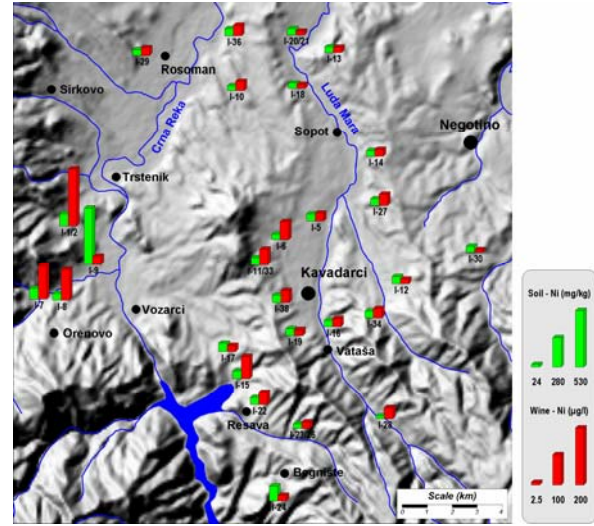 I-36
I-20/21
I-29
Rosoman
I-13
Sirkovo
I-10
I-18
Crna Reka
Luda Mara
Sopot
Negotino
I-14
Trstenik
I-27
I-1/2
I-5
I-6
I-9
I-11/33
I-30
Kavadarci
I-12
I-7
I-8
I-38
Vozarci
I-34
Orenovo
I-19
I-16
I-17
Vataša
I-15
I-22
Resava
I-23
Begnište
I-24
Scale (km)
0 1 2 3 4
Soil - Ni (mg/kg)
24 280 530
Wine - Ni (µg/l)
2.5 100 200